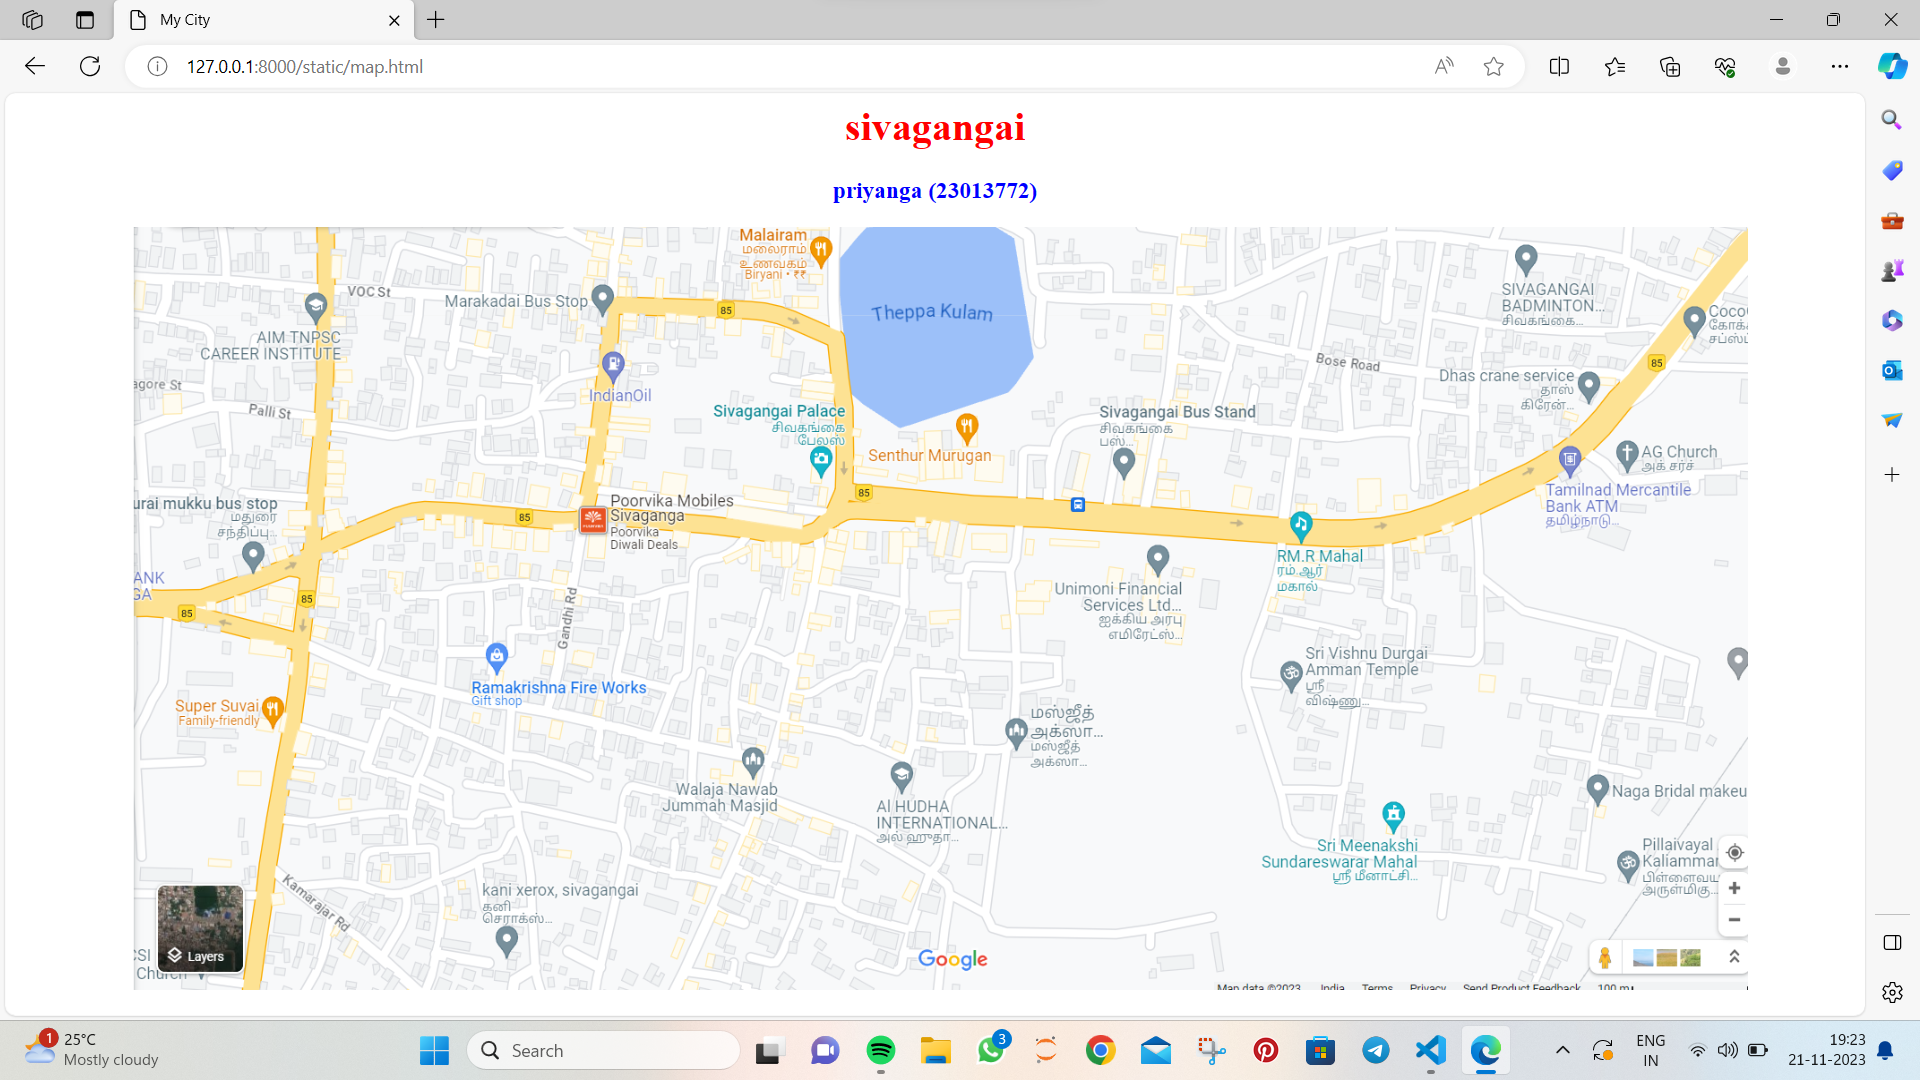 My City
127.0.0.1:8000/static/map.html
sivagangai
priyanga (23013772)
Malairam
மலைராம்
உணவகம்
Biryani • ₹₹
Theppa Kulam
SIVAGANGAI
BADMINTON...
சிவகங்கை...
VOC St
Marakadai Bus Stop
85
AIM TNPSC
CAREER INSTITUTE
Bose Road
85
Dhas crane service
தாஸ்
கிரேன்...
IndianOil
Palli St
Sivagangai Palace
சிவகங்கை
பேலஸ்
Sivagangai Bus Stand
சிவகங்கை
பஸ்...
Senthur Murugan
AG Church
அக் சர்ச்
Tamilnad Mercantile
Bank ATM
தமிழ்நாடு...
urai mukku bus stop
மதுரை
சந்திப்பு...
85
Poorvika Mobiles
Sivaganga
Poorvika
Diwali Deals
85
RM.R Mahal
ரம் ஆர்
மகால்
ANK
GA
85
85
Gandhi Rd
Unimoni Financial
Services Ltd...
ஐக்கிய அரபு
எமிரேட்ஸ்...
Sri Vishnu Durgai
Amman Temple
ஸ்ரீ
விஷ்ணு...
Ramakrishna Fire Works
Gift shop
Super Suvai
Family-friendly
மஸ்ஜீத்
அக்ஸா...
மஸ்ஜீத்
அக்ஸா...
Walaja Nawab
Jummah Masjid
Al HUDHA
INTERNATIONAL...
அல் ஹுதா...
Naga Bridal makeu
Sri Meenakshi
Sundareswarar Mahal
ஸ்ரீ மீனாட்சி...
Pillaivayal
Kaliammar
பிள்ளைவய
அருள்மிகு...
Kamarajar Rd
kani xerox, sivagangai
கனி
செராக்ஸ்...
Layers
Church
Google
Map data ©2023 India Terms Privacy Send Product Feedback 100 m
1
25°C
Mostly cloudy
Search
3
ENG
IN
19:23
21-11-2023